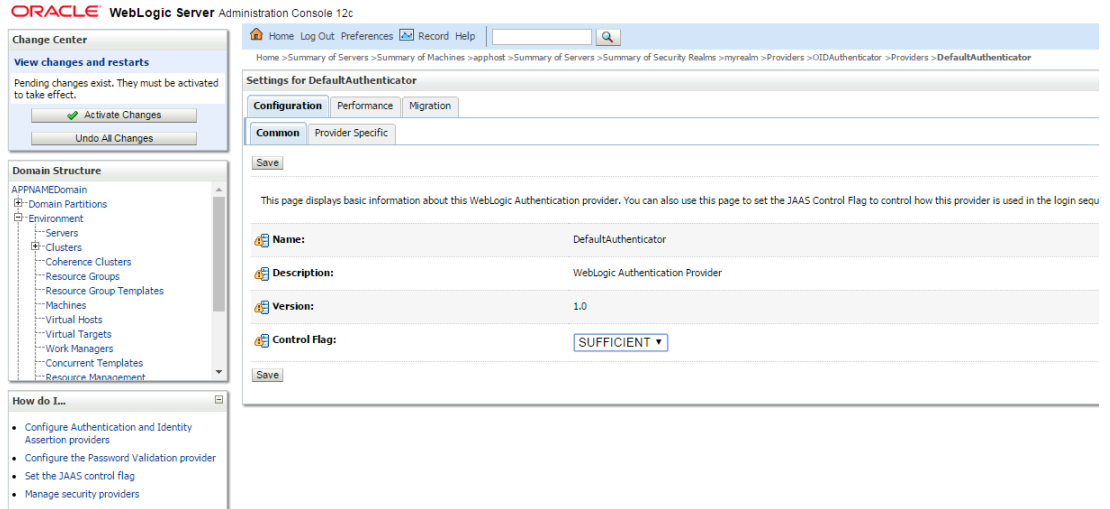 ORACLE WebLogic Server Administration Console 12c
Change Center
View changes and restarts
Pending changes exist. They must be activated
to take effect.
Activate Changes
Undo All Changes
Domain Structure
APPNAMEDomain
Domain Partitions
Environment
Servers
Clusters
Coherence Clusters
Resource Groups
Resource Group Templates
Machines
Virtual Hosts
Virtual Targets
Work Managers
Concurrent Templates
Resource Management
How do I...
Configure Authentication and Identity
Assertion providers
Configure the Password Validation provider
Set the JAAS control flag
Manage security providers
Home Log Out Preferences Record Help
Home >Summary of Servers >Summary of Machines >apphost >Summary of Servers >Summary of Security Realms >myrealm >Providers >OIDAuthenticator >Providers >DefaultAuthenticator
Settings for DefaultAuthenticator
Configuration Performance Migration
Common Provider Specific
Save
This page displays basic information about this WebLogic Authentication provider. You can also use this page to set the JAAS Control Flag to control how this provider is used in the login sequ
Name: DefaultAuthenticator
Description: WebLogic Authentication Provider
Version: 1.0
Control Flag: SUFFICIENT
Save